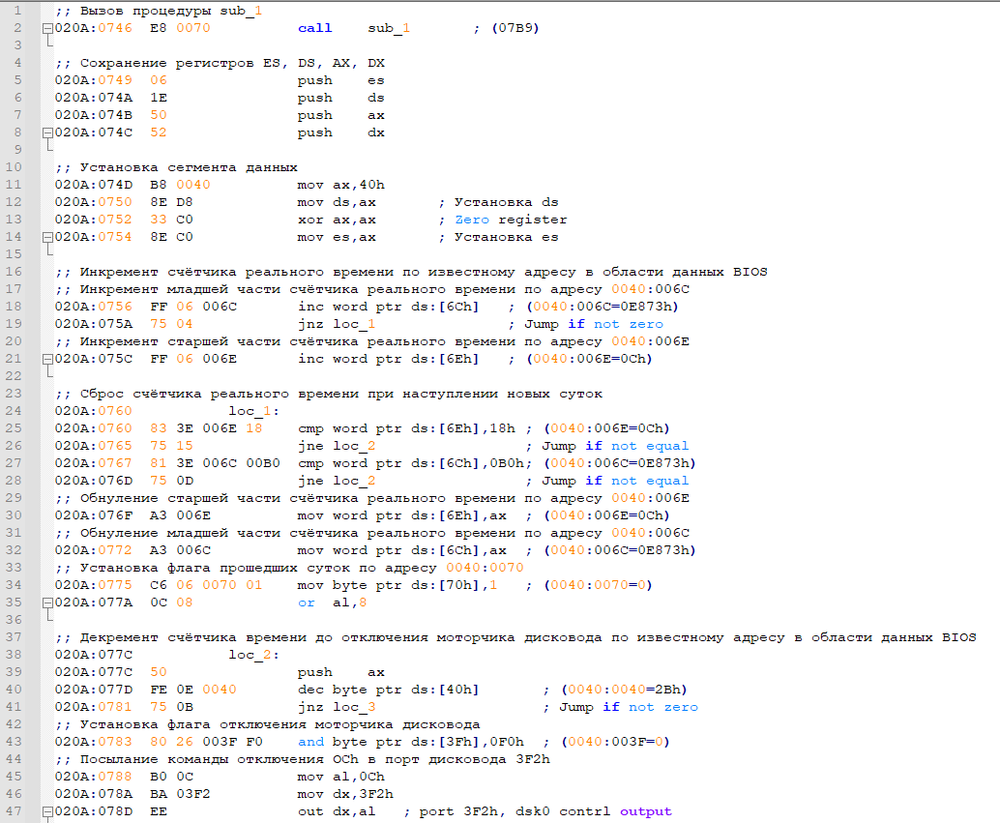 1 ;; Вызов процедуры sub_1
2 020A:0746 E8 0070 call sub_1 ; (07B9)
3
4 ;; Сохранение регистров ES, DS, AX, DX
5 020A:0749 06 push es
6 020A:074A 1E push ds
7 020A:074B 50 push ax
8 020A:074C 52 push dx
9
10 ;; Установка сегмента данных
11 020A:074D B8 0040 mov ax,40h
12 020A:0750 8E D8 mov ds,ax ; Установка ds
13 020A:0752 33 C0 xor ax,ax ; Zero register
14 020A:0754 8E C0 mov es,ax ; Установка es
15
16 ;; Инкремент счётчика реального времени по известному адресу в области данных BIOS
17 ;; Инкремент младшей части счётчика реального времени по адресу 0040:006C
18 020A:0756 FF 06 006C inc word ptr ds:[6Ch] ; (0040:006C=0E873h)
19 020A:075A 75 04 jnz loc_1 ; Jump if not zero
20 ;; Инкремент старшей части счётчика реального времени по адресу 0040:006E
21 020A:075C FF 06 006E inc word ptr ds:[6Eh] ; (0040:006E=0Ch)
22
23 ;; Сброс счётчика реального времени при наступлении новых суток
24 020A:0760 loc_1:
25 020A:0760 83 3E 006E 18 cmp word ptr ds:[6Eh],18h ; (0040:006E=0Ch)
26 020A:0765 75 15 jne loc_2 ; Jump if not equal
27 020A:0767 81 3E 006C 00B0 cmp word ptr ds:[6Ch],0B0h; (0040:006C=0E873h)
28 020A:076D 75 0D jne loc_2 ; Jump if not equal
29 ;; Обнуление старшей части счётчика реального времени по адресу 0040:006E
30 020A:076F A3 006E mov word ptr ds:[6Eh],ax ; (0040:006E=0Ch)
31 ;; Обнуление младшей части счётчика реального времени по адресу 0040:006C
32 020A:0772 A3 006C mov word ptr ds:[6Ch],ax ; (0040:006C=0E873h)
33 ;; Установка флага прошедших суток по адресу 0040:0070
34 020A:0775 C6 06 0070 01 mov byte ptr ds:[70h],1 ; (0040:0070=0)
35 020A:077A 0C 08 or al,8
36
37 ;; Декремент счётчика времени до отключения моторчика дисковода по известному адресу в области данных BIOS
38 020A:077C loc_2:
39 020A:077C 50 push ax
40 020A:077D FE 0E 0040 dec byte ptr ds:[40h] ; (0040:0040=2Bh)
41 020A:0781 75 0B jnz loc_3 ; Jump if not zero
42 ;; Установка флага отключения моторчика дисковода
43 020A:0783 80 26 003F F0 and byte ptr ds:[3Fh],0F0h ; (0040:003F=0)
44 ;; Посылание команды отключения 0Ch в порт дисковода 3F2h
45 020A:0788 B0 0C mov al,0Ch
46 020A:078A BA 03F2 mov dx,3F2h
47 020A:078D EE out dx,al ; port 3F2h, dsk0 contrl output